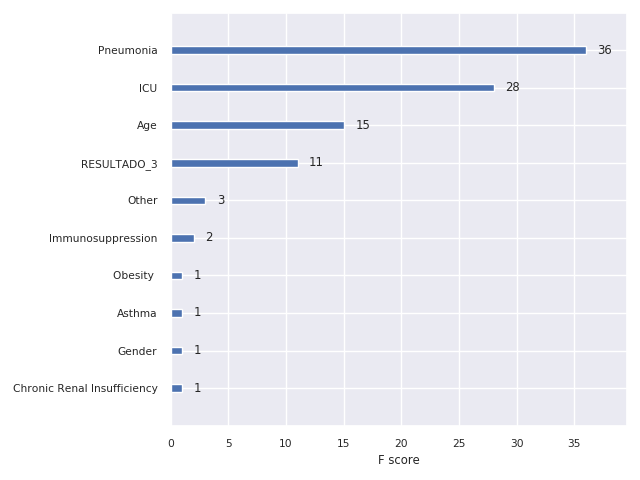 Pneumonia 36
ICU 28
Age 15
RESULTADO_3 11
Other 3
Immunosuppression 2
Obesity 1
Asthma 1
Gender 1
Chronic Renal Insufficiency 1
0 5 10 15 20 25 30 35
F score